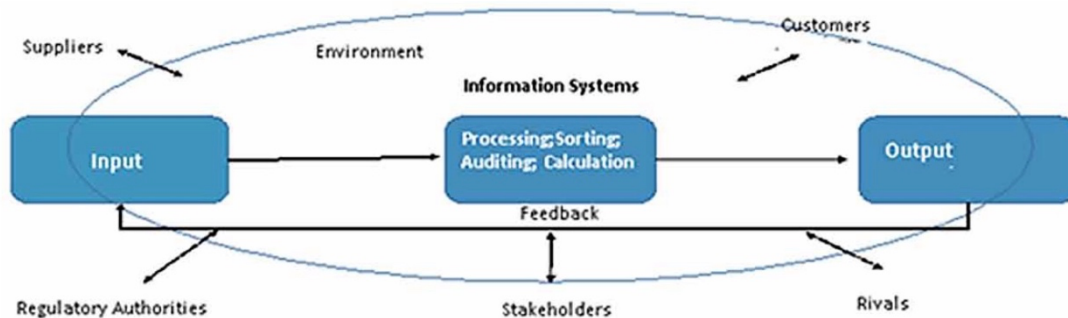 Suppliers
Customers
Environment
Information Systems
Input
Processing;Sorting;
Auditing; Calculation
Output
Feedback
Regulatory Authorities
Stakeholders
Rivals